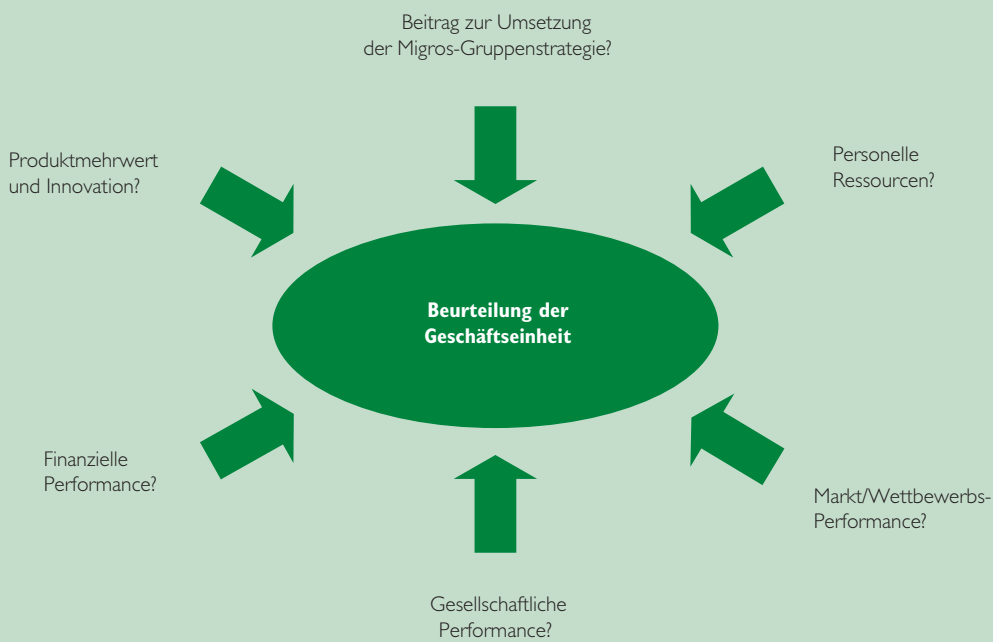 Beitrag zur Umsetzung
der Migros-Gruppenstrategie?
Produktmehrwert
und Innovation?
Personelle
Ressourcen?
Beurteilung der
Geschäftseinheit
Finanzielle
Performance?
Markt/Wettbewerbs-
Performance?
Gesellschaftliche
Performance?